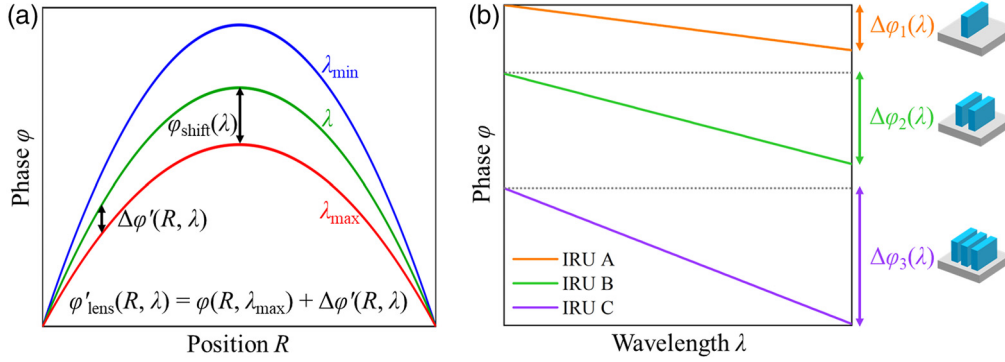 (a)
λmin
λ
φshift(λ)
λmax
Δφ'(R, λ)
φ'lens(R, λ) = φ(R, λmax) + Δφ'(R, λ)
Phase φ
Position R
(b)
Δφ1(λ)
Δφ2(λ)
Δφ3(λ)
IRU A
IRU B
IRU C
Phase φ
Wavelength λ